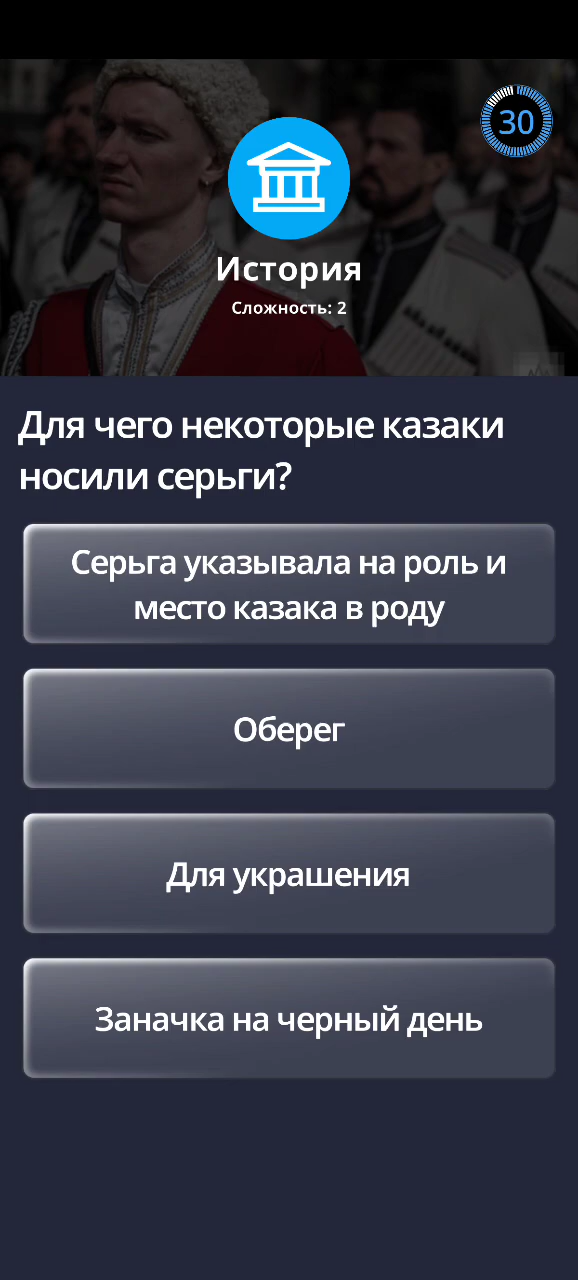 30
История
Сложность: 2
Для чего некоторые казаки
носили серьги?
Серьга указывала на роль и
место казака в роду
Оберег
Для украшения
Заначка на черный день